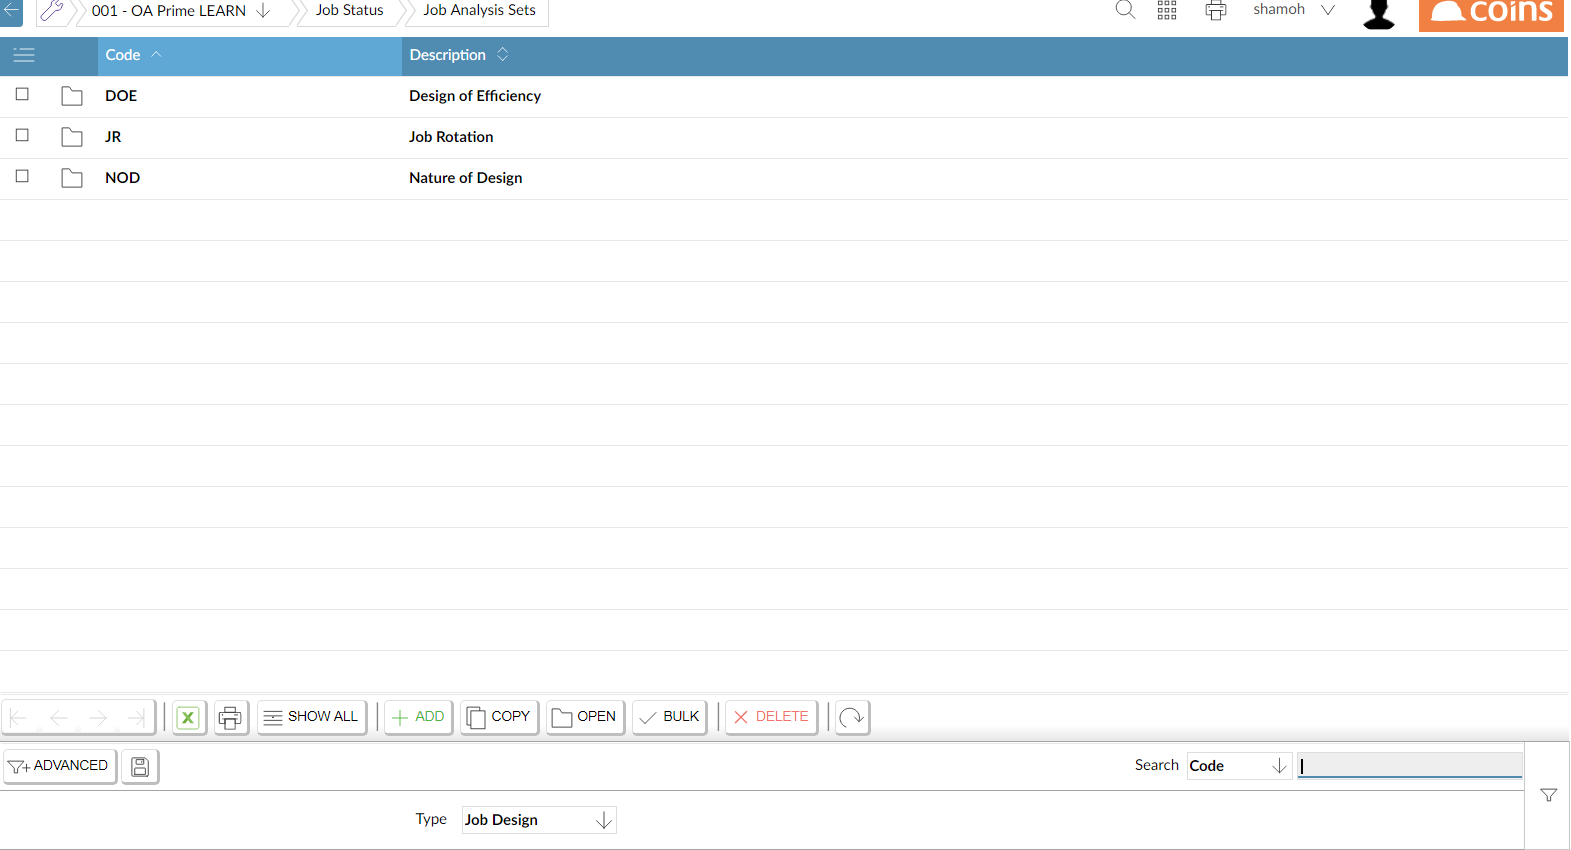 001 - OA Prime LEARN Job Status Job Analysis Sets shamoh coins
Code Description
DOE Design of Efficiency
JR Job Rotation
NOD Nature of Design
X SHOW ALL ADD COPY OPEN BULK DELETE
ADVANCED Search Code
Type Job Design